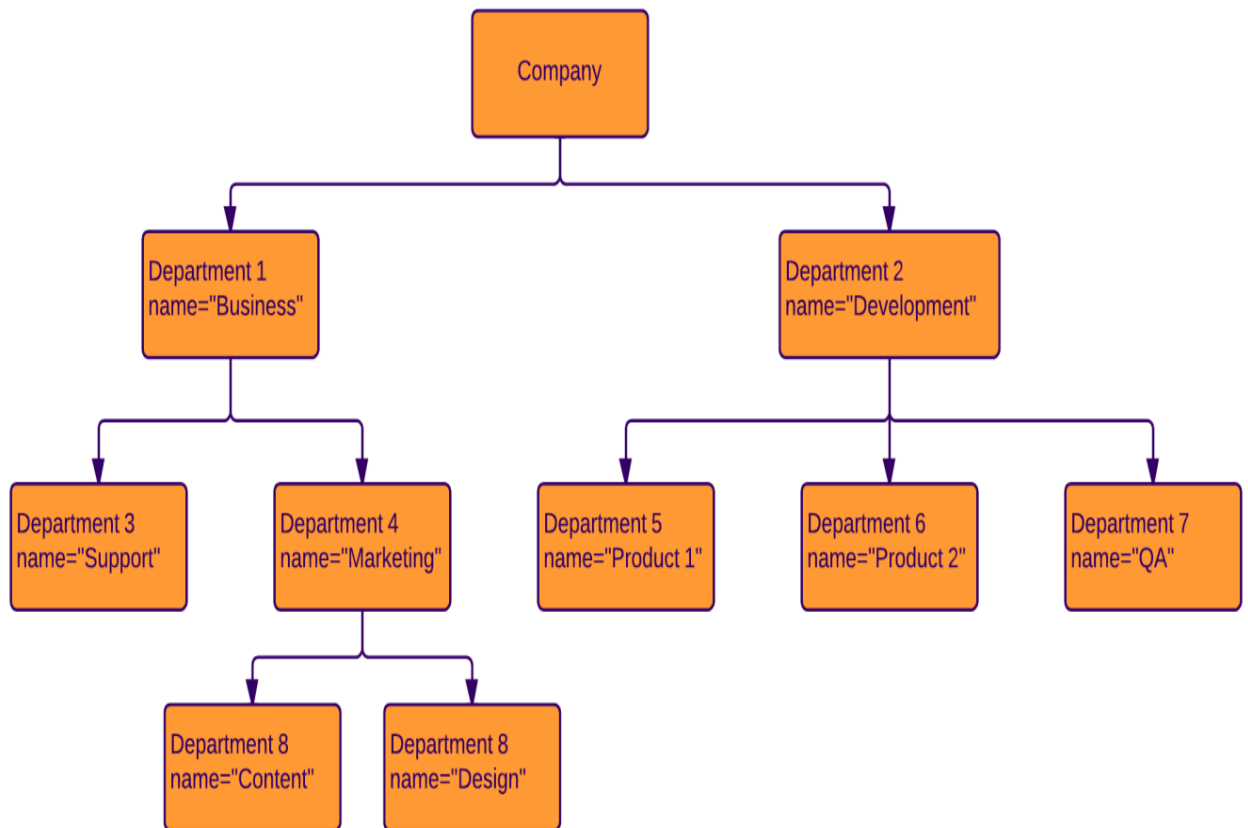 Company
Department 1
name="Business"
Department 2
name="Development"
Department 3
name="Support"
Department 4
name="Marketing"
Department 5
name="Product 1"
Department 6
name="Product 2"
Department 7
name="QA"
Department 8
name="Content"
Department 8
name="Design"